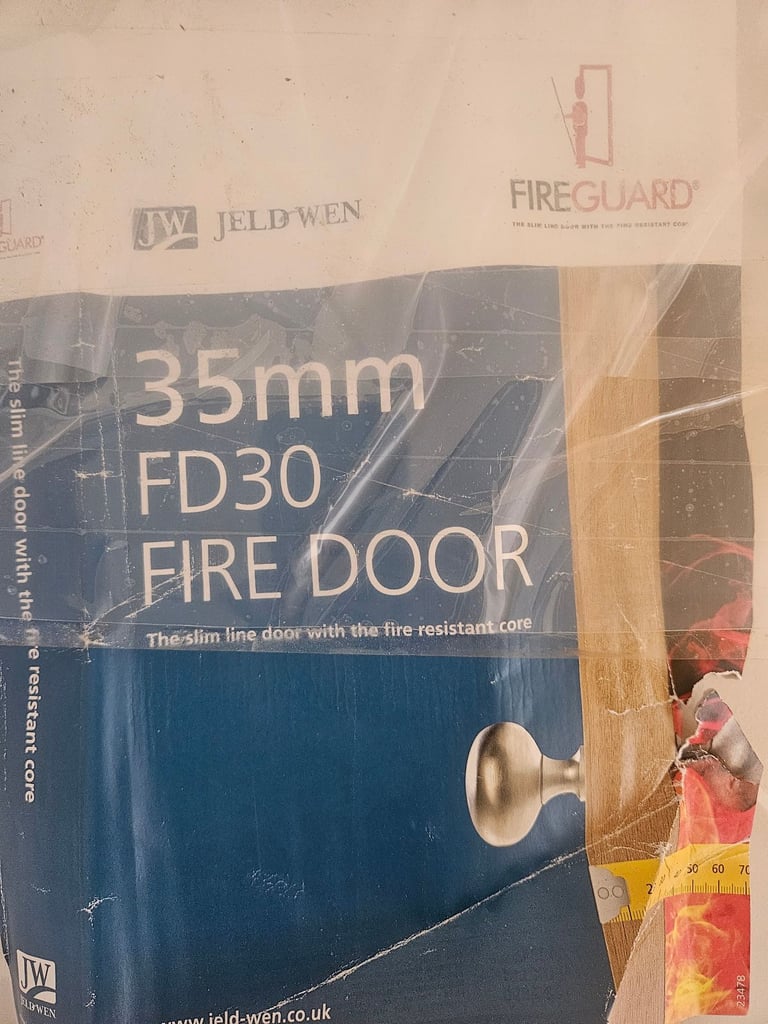 JW JELD-WEN
FIREGUARD®
THE SLIM LINE DOOR WITH THE FIRE RESISTANT CORE
GUARD®
35mm
FD30
FIRE DOOR
The slim line door with the fire resistant core
The slim line door with the fire resistant core
50 60 70
JW
JELD-WEN
www.jeld-wen.co.uk
23478